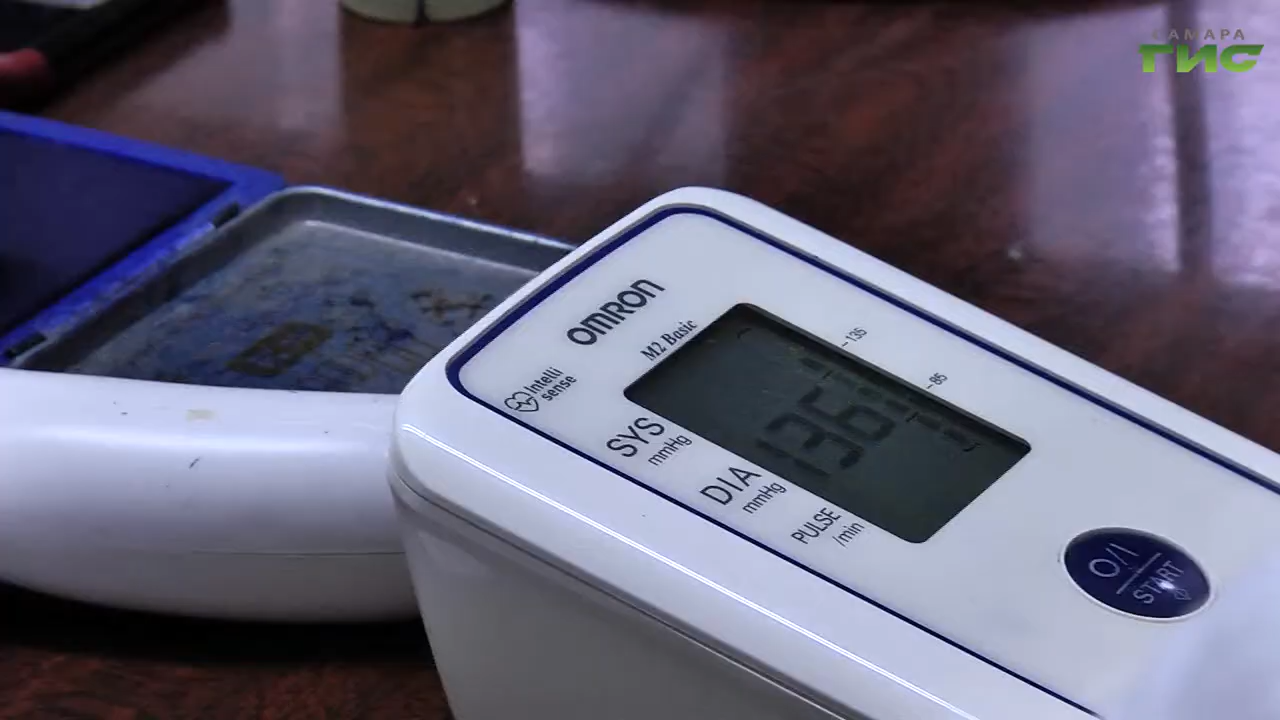 САМАРА
ГИС
OMRON
M2 Basic
Intelli
sense
135
85
SYS
mmHg
DIA
mmHg
PULSE
/min
136
O/I
START